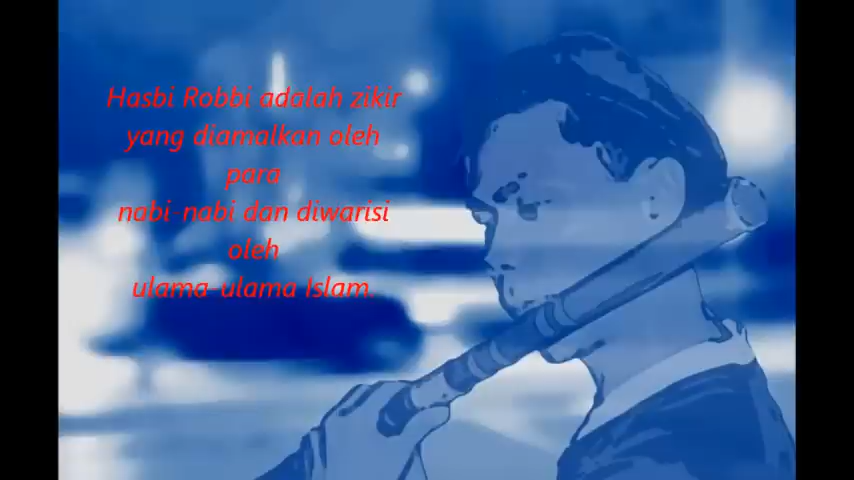 Hasbi Robbi adalah zikir
yang diamalkan oleh
para
nabi-nabi dan diwarisi
oleh
ulama-ulama Islam.